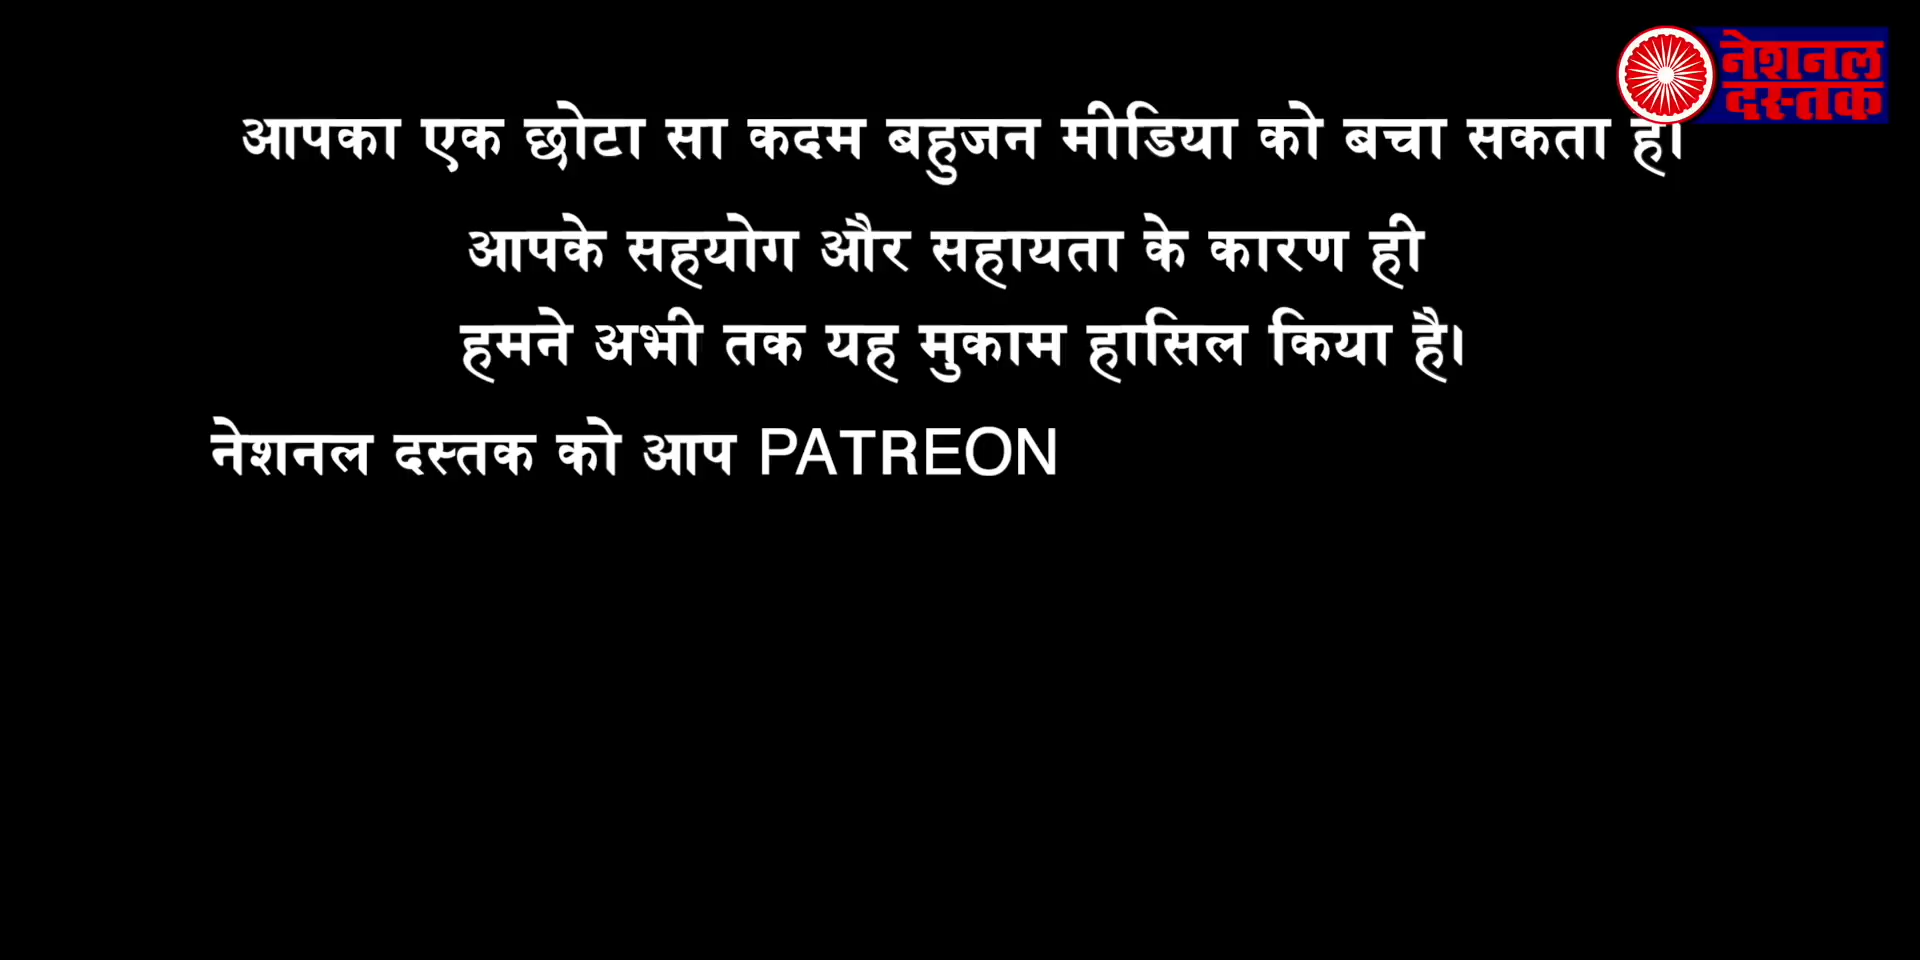 नेशनल
दस्तक
आपका एक छोटा सा कदम बहुजन मीडिया को बचा सकता है।
आपके सहयोग और सहायता के कारण ही
हमने अभी तक यह मुकाम हासिल किया है।
नेशनल दस्तक को आप PATREON